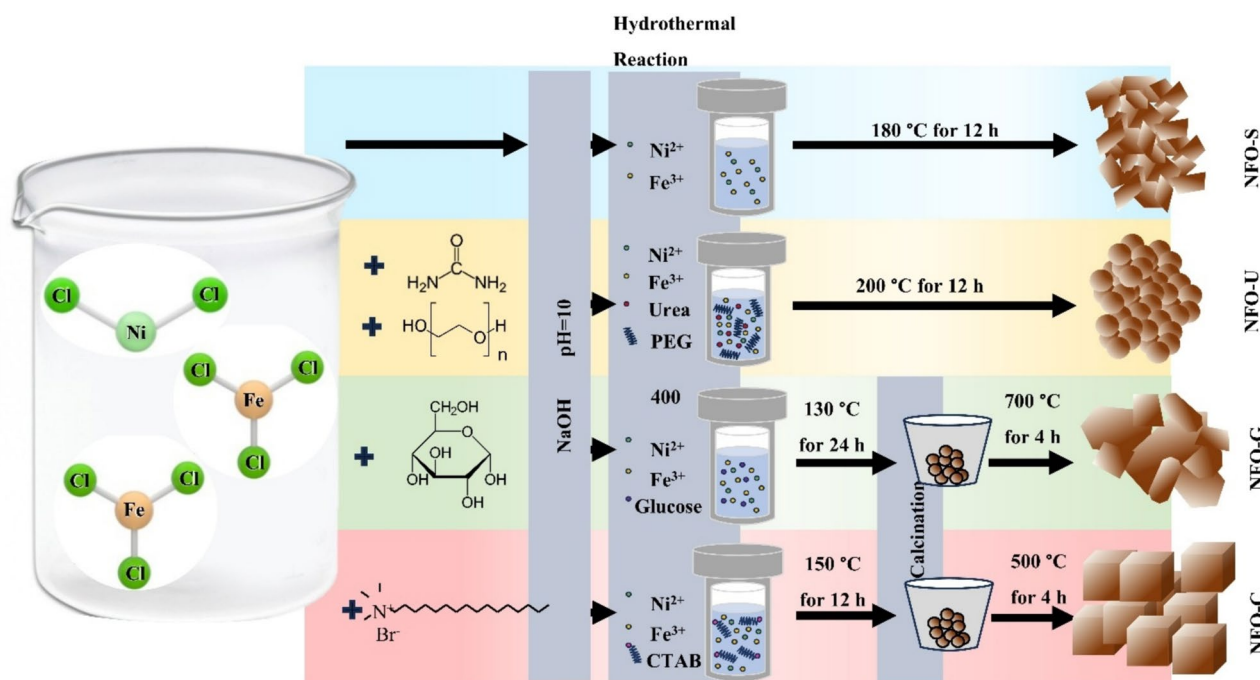 Hydrothermal
Reaction
Cl
Cl
Ni
Cl
Cl
Fe
Cl
Cl
Cl
Fe
Cl
pH=10
NaOH
Ni²⁺
Fe³⁺
180 °C for 12 h
NFO-S
O
H₂N
NH₂
HO
O
H
n
Ni²⁺
Fe³⁺
Urea
PEG
400
200 °C for 12 h
NFO-U
CH₂OH
O
OH
OH
OH
OH
OH
Ni²⁺
Fe³⁺
Glucose
130 °C
for 24 h
Calcination
700 °C
for 4 h
NFO-G
N⁺
Br⁻
Ni²⁺
Fe³⁺
CTAB
150 °C
for 12 h
500 °C
for 4 h
NFO-C